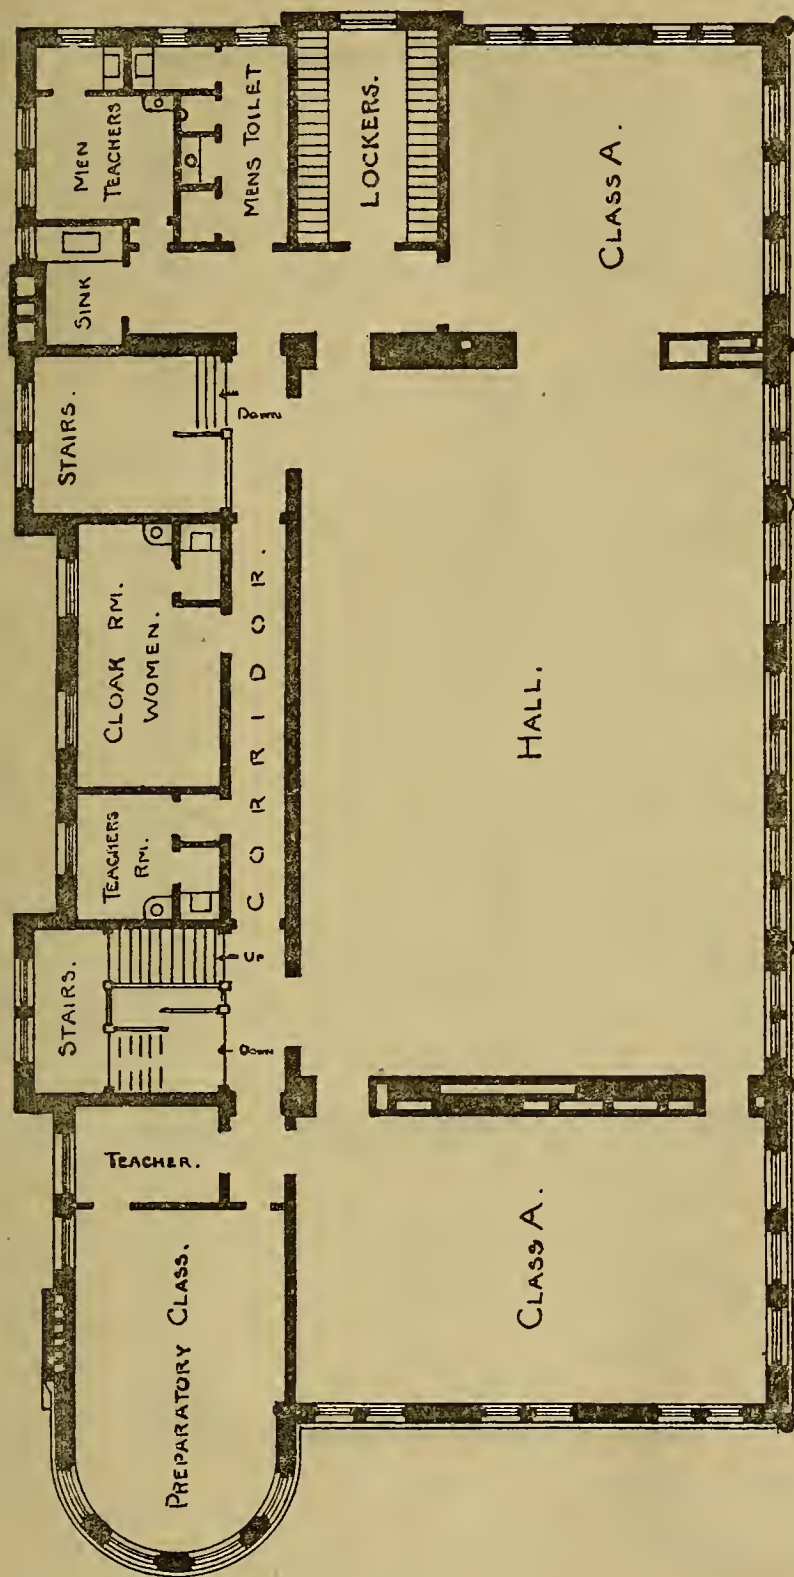 PREPARATORY CLASS.
TEACHER.
STAIRS.
DOWN
TEACHERS
RM.
CLOAK RM.
WOMEN.
STAIRS.
DOWN
SINK
MEN
TEACHERS
MENS TOILET
CORRIDOR.
LOCKERS.
CLASS A.
HALL.
CLASS A.